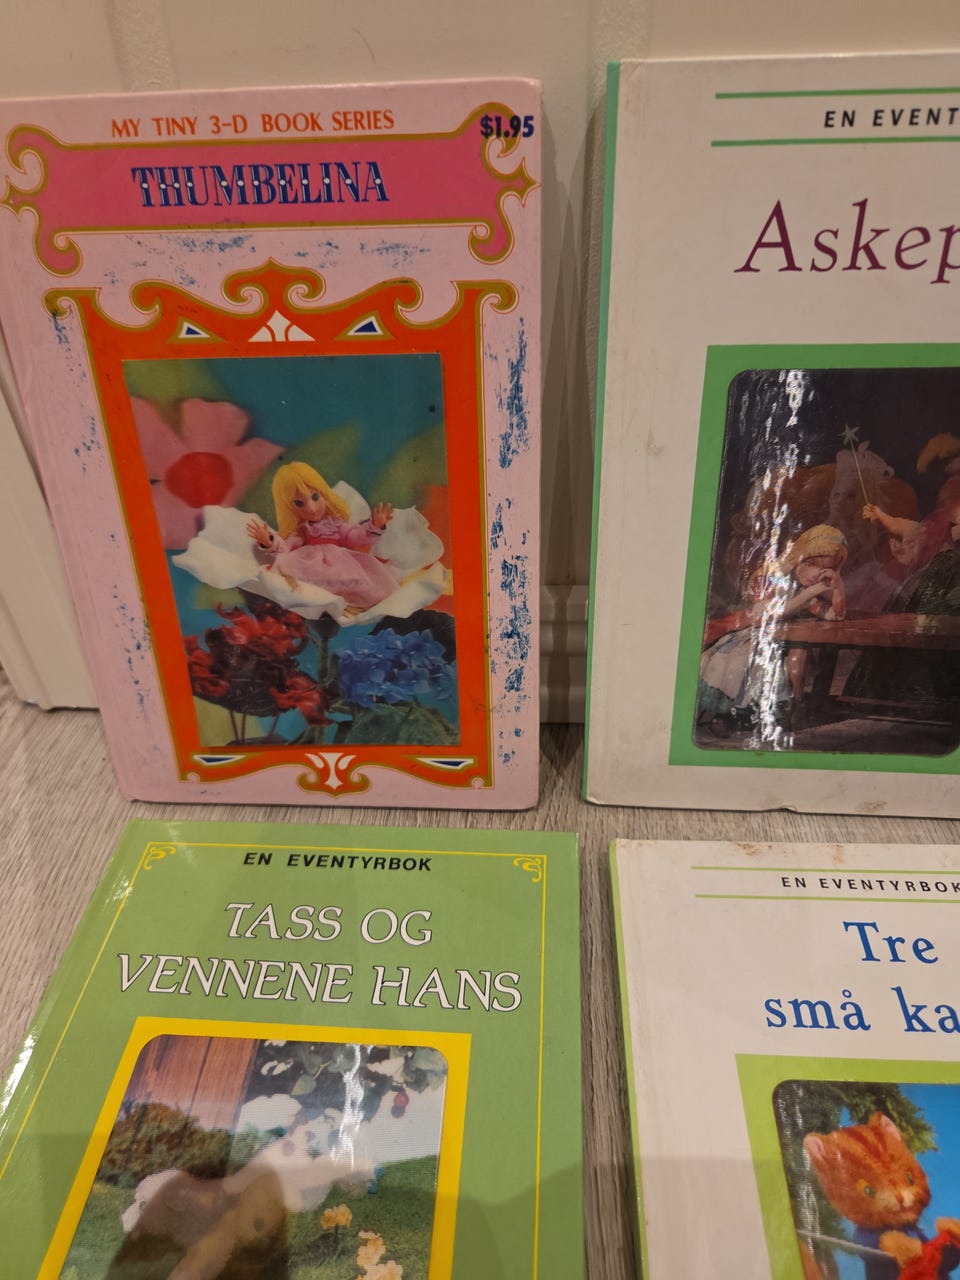 MY TINY 3-D BOOK SERIES
$1.95
THUMBELINA
EN EVENT
Askep
EN EVENTYRBOK
TASS OG
VENNENE HANS
EN EVENTYRBOK
Tre
små ka